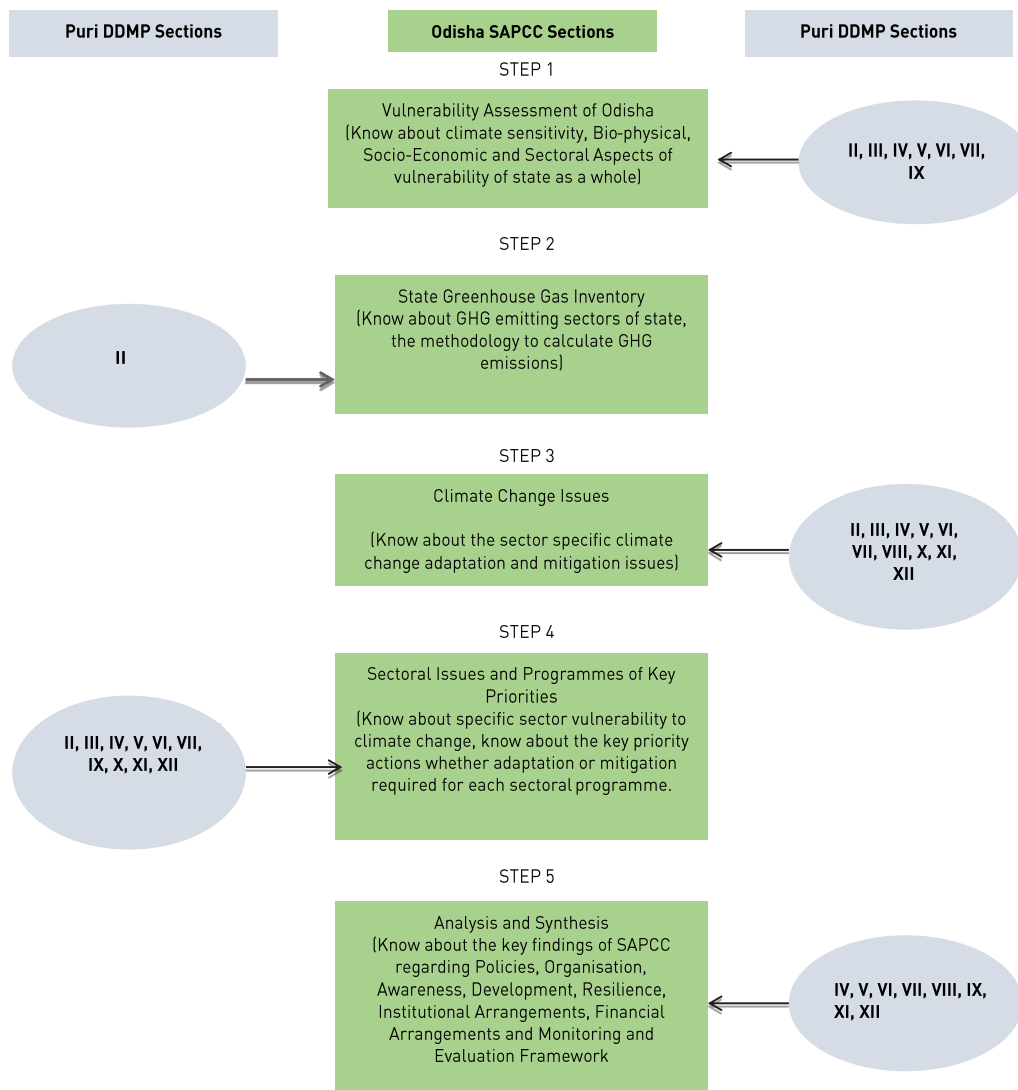 Puri DDMP Sections
Odisha SAPCC Sections
Puri DDMP Sections
STEP 1
Vulnerability Assessment of Odisha
(Know about climate sensitivity, Bio-physical,
Socio-Economic and Sectoral Aspects of
vulnerability of state as a whole)
II, III, IV, V, VI, VII,
IX
STEP 2
State Greenhouse Gas Inventory
(Know about GHG emitting sectors of state,
the methodology to calculate GHG
emissions)
II
STEP 3
Climate Change Issues
(Know about the sector specific climate
change adaptation and mitigation issues)
II, III, IV, V, VI,
VII, VIII, X, XI,
XII
STEP 4
Sectoral Issues and Programmes of Key
Priorities
(Know about specific sector vulnerability to
climate change, know about the key priority
actions whether adaptation or mitigation
required for each sectoral programme.
II, III, IV, V, VI, VII,
IX, X, XI, XII
STEP 5
Analysis and Synthesis
(Know about the key findings of SAPCC
regarding Policies, Organisation,
Awareness, Development, Resilience,
Institutional Arrangements, Financial
Arrangements and Monitoring and
Evaluation Framework
IV, V, VI, VII, VIII, IX,
XI, XII